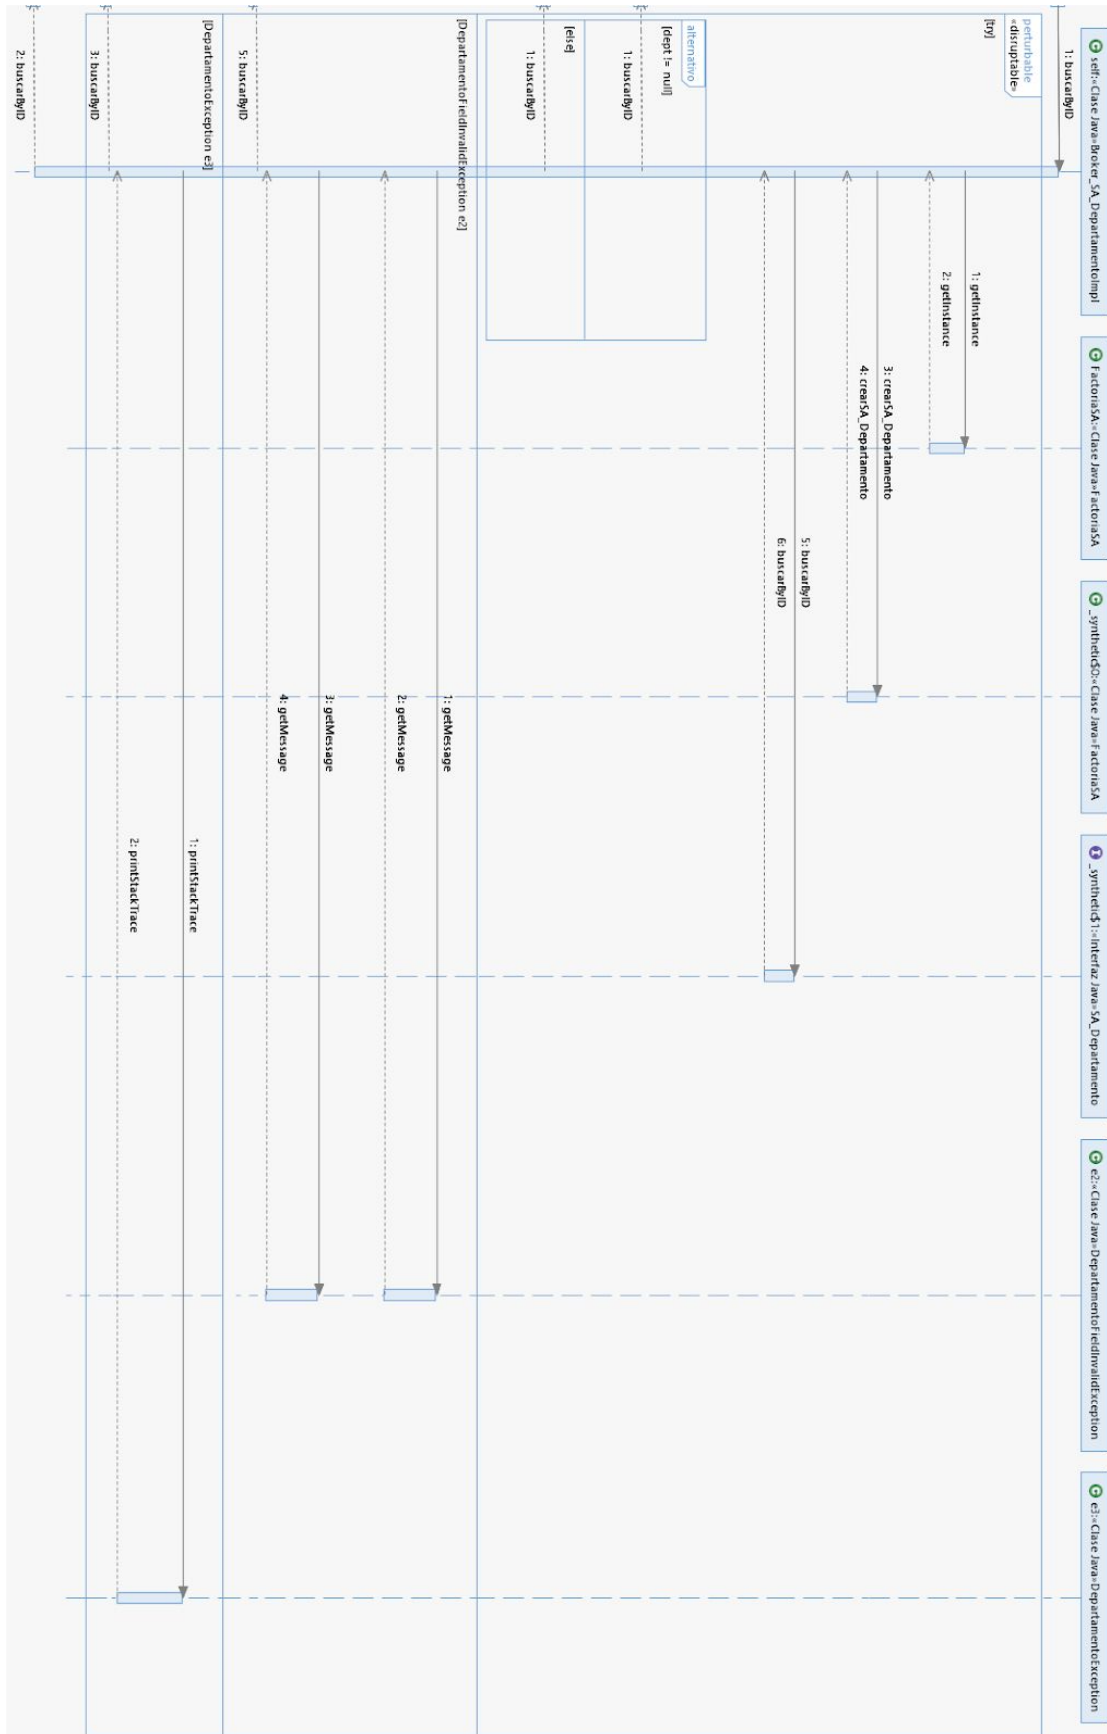 self:«Clase Java»Broker_SA_DepartamentoImpl
FactoriaSA:«Clase Java»FactoriaSA
_synthetic$0:«Clase Java»FactoriaSA
_synthetic$1:«Interfaz Java»SA_Departamento
e2:«Clase Java»DepartamentoFieldInvalidException
e3:«Clase Java»DepartamentoException
1: buscarByID
perturbable
«disruptable»
[try]
1: getInstance
2: getInstance
3: crearSA_Departamento
4: crearSA_Departamento
5: buscarByID
6: buscarByID
alternativo
[dept != null]
1: buscarByID
[else]
1: buscarByID
[DepartamentoFieldInvalidException e2]
1: getMessage
2: getMessage
3: getMessage
4: getMessage
5: buscarByID
[DepartamentoException e3]
1: printStackTrace
2: printStackTrace
3: buscarByID
2: buscarByID